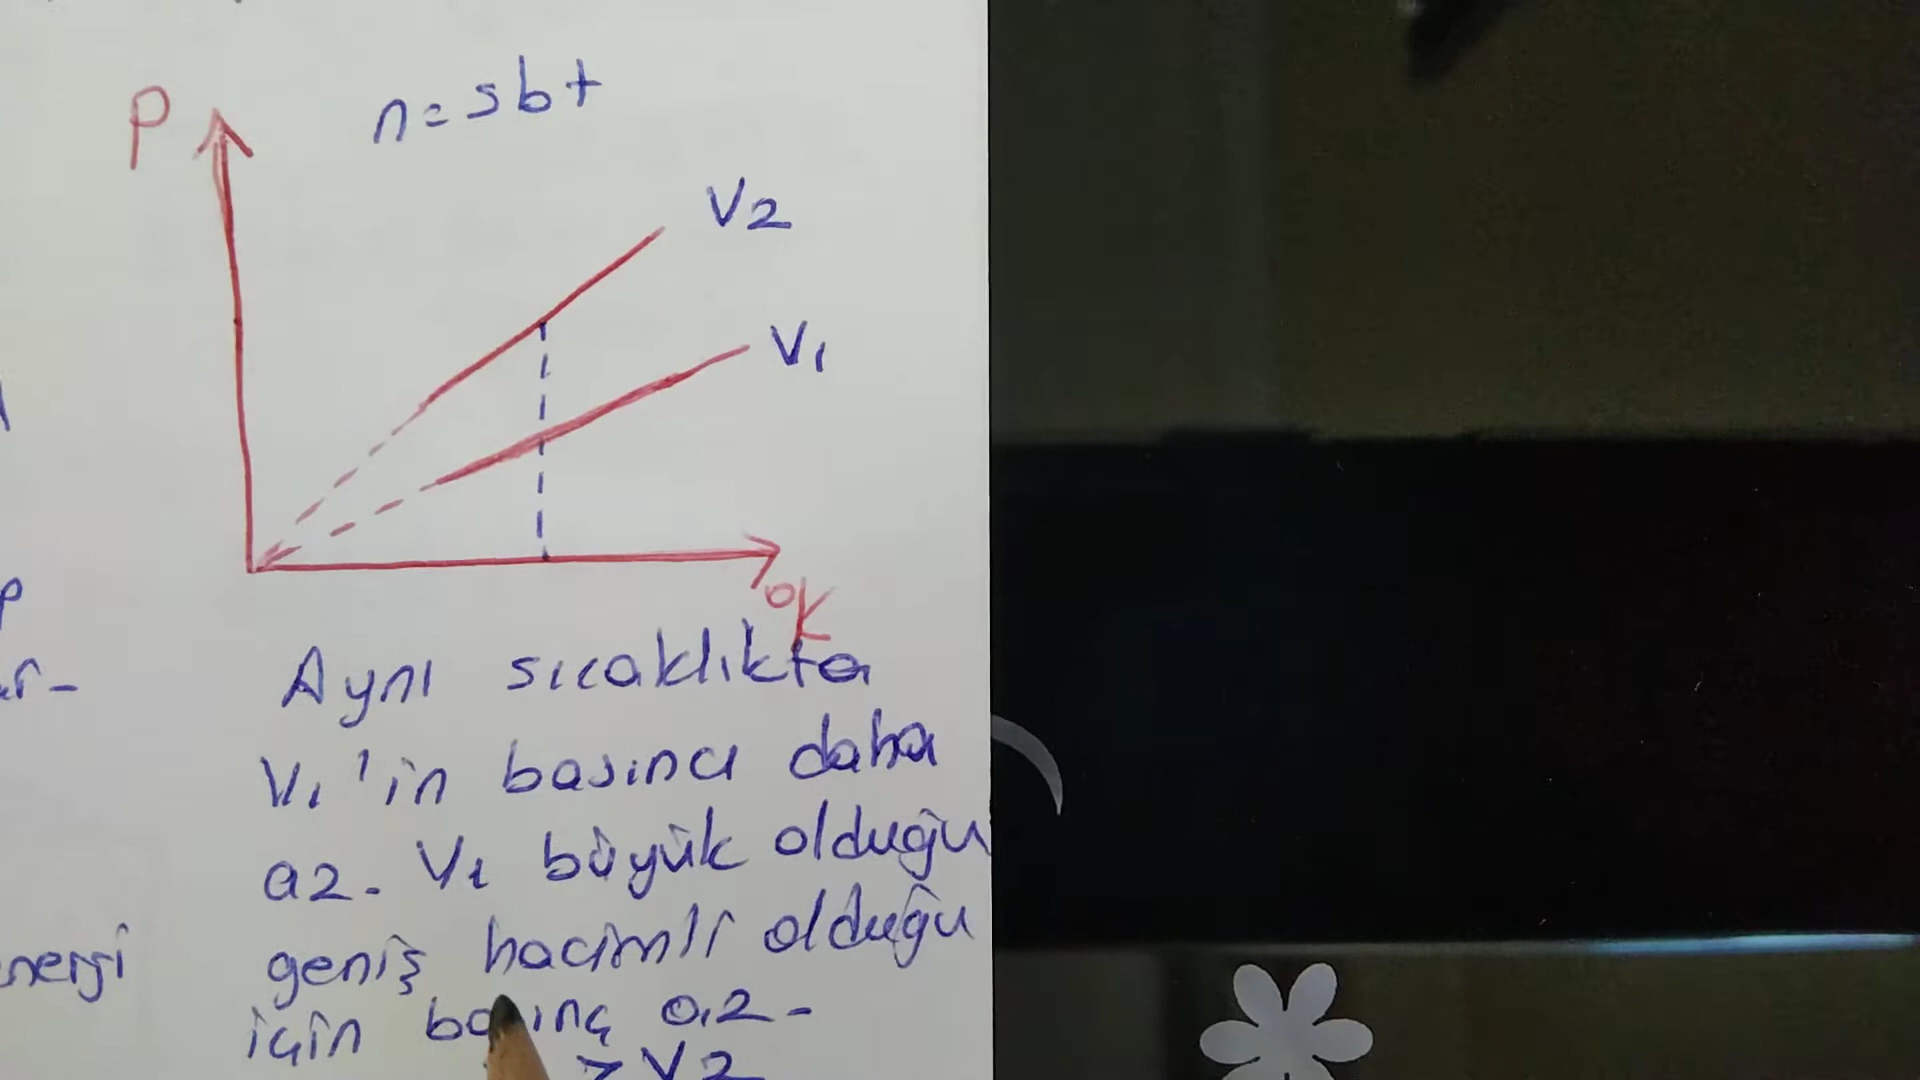 n=sbt
P
V2
V1
°K
Aynı sıcaklıkta
V1'in basıncı daha
az. V1 büyük olduğu
geniş hacimli olduğu
için basınç az.
> V2